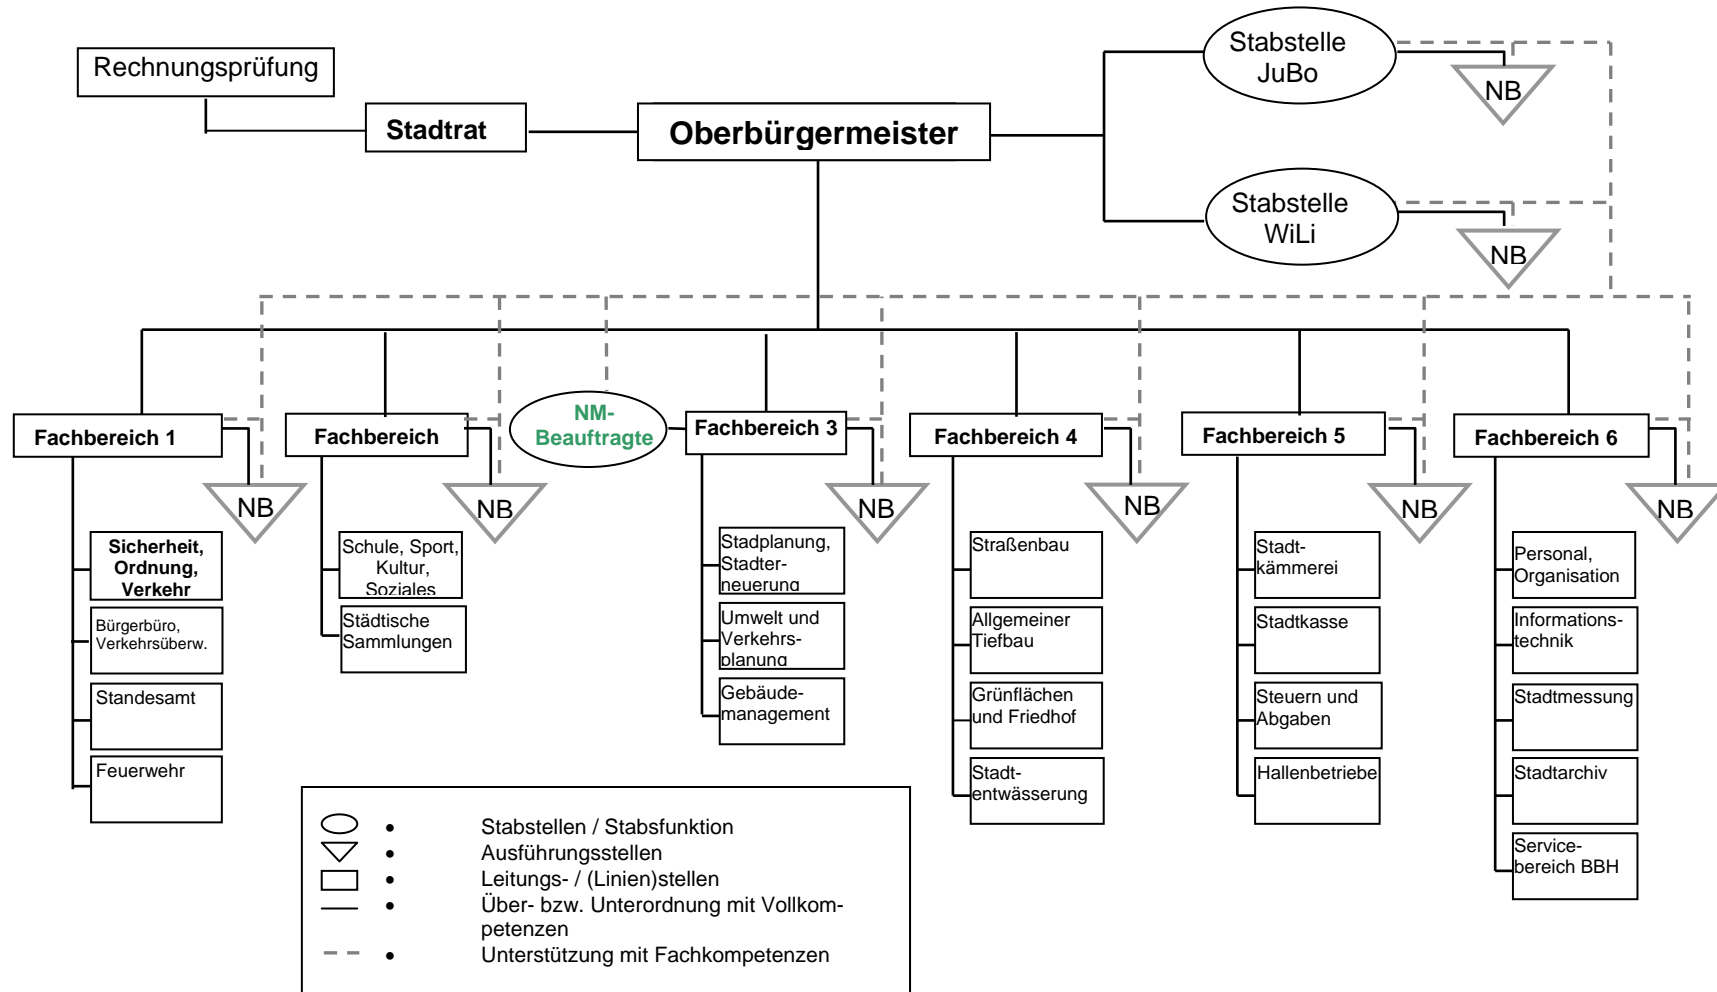 Rechnungsprüfung
Stadtrat
Oberbürgermeister
Stabstelle
JuBo
NB
Stabstelle
WiLi
NB
Fachbereich 1
NB
Sicherheit,
Ordnung,
Verkehr
Bürgerbüro,
Verkehrsüberw.
Standesamt
Feuerwehr
Fachbereich
NB
Schule, Sport,
Kultur,
Soziales
Städtische
Sammlungen
NM-
Beauftragte
Fachbereich 3
NB
Stadplanung,
Stadter-
neuerung
Umwelt und
Verkehrs-
planung
Gebäude-
management
Fachbereich 4
NB
Straßenbau
Allgemeiner
Tiefbau
Grünflächen
und Friedhof
Stadt-
entwässerung
Fachbereich 5
NB
Stadt-
kämmerei
Stadtkasse
Steuern und
Abgaben
Hallenbetriebe
Fachbereich 6
NB
Personal,
Organisation
Informations-
technik
Stadtmessung
Stadtarchiv
Service-
bereich BBH
• Stabstellen / Stabsfunktion
• Ausführungsstellen
• Leitungs- / (Linien)stellen
• Über- bzw. Unterordnung mit Vollkom-
petenzen
• Unterstützung mit Fachkompetenzen